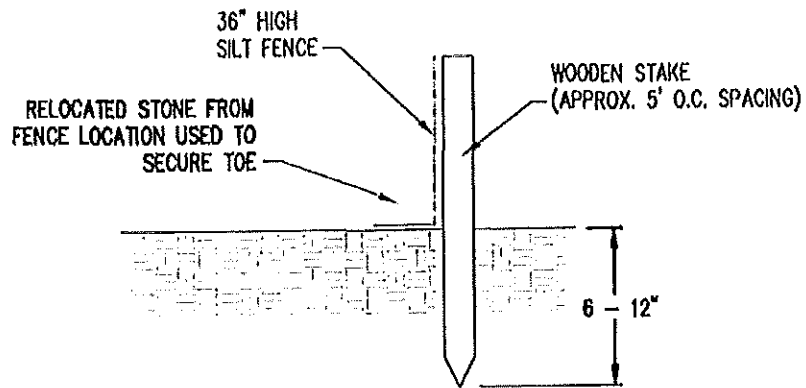 36" HIGH
SILT FENCE
WOODEN STAKE
(APPROX. 5' O.C. SPACING)
RELOCATED STONE FROM
FENCE LOCATION USED TO
SECURE TOE
6 - 12"